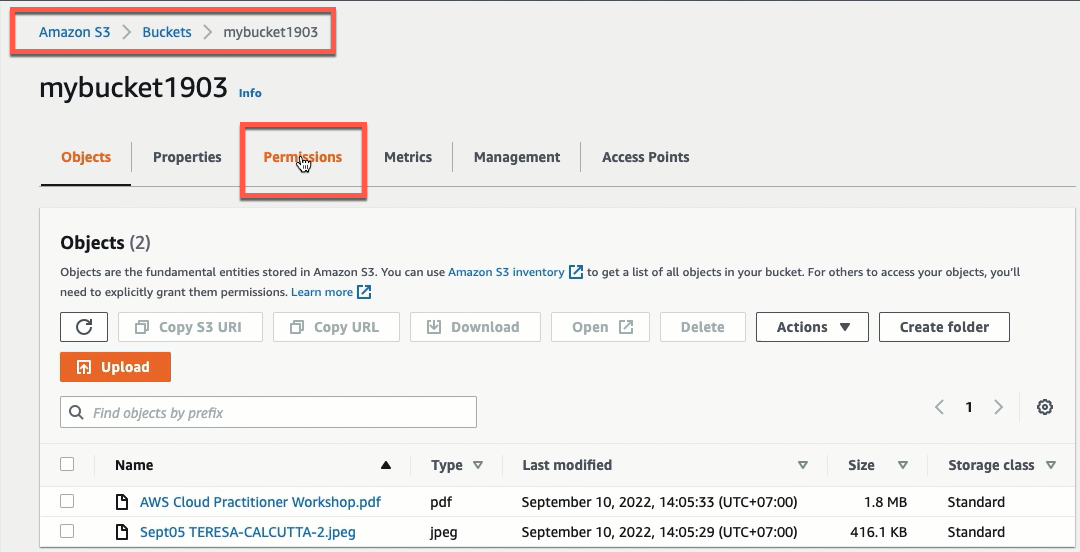 Amazon S3 > Buckets > mybucket1903
mybucket1903 Info
Objects Properties Permissions Metrics Management Access Points
Objects (2)
Objects are the fundamental entities stored in Amazon S3. You can use Amazon S3 inventory to get a list of all objects in your bucket. For others to access your objects, you'll
need to explicitly grant them permissions. Learn more
Copy S3 URI Copy URL Download Open Delete Actions Create folder
Upload
Find objects by prefix 1
Name Type Last modified Size Storage class
AWS Cloud Practitioner Workshop.pdf pdf September 10, 2022, 14:05:33 (UTC+07:00) 1.8 MB Standard
Sept05 TERESA-CALCUTTA-2.jpeg jpeg September 10, 2022, 14:05:29 (UTC+07:00) 416.1 KB Standard